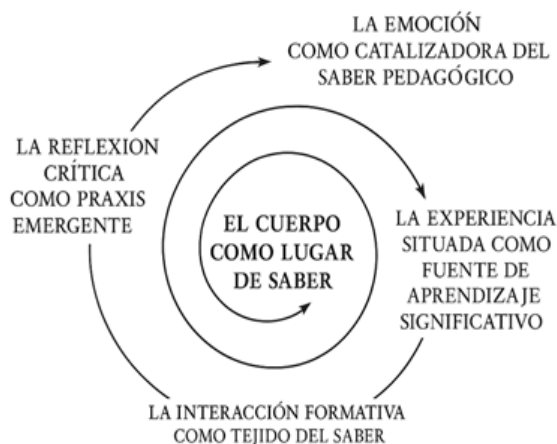 LA EMOCIÓN
COMO CATALIZADORA DEL
SABER PEDAGÓGICO
LA REFLEXION
CRÍTICA
COMO PRAXIS
EMERGENTE
EL CUERPO
COMO LUGAR
DE SABER
LA EXPERIENCIA
SITUADA COMO
FUENTE DE
APRENDIZAJE
SIGNIFICATIVO
LA INTERACCIÓN FORMATIVA
COMO TEJIDO DEL SABER